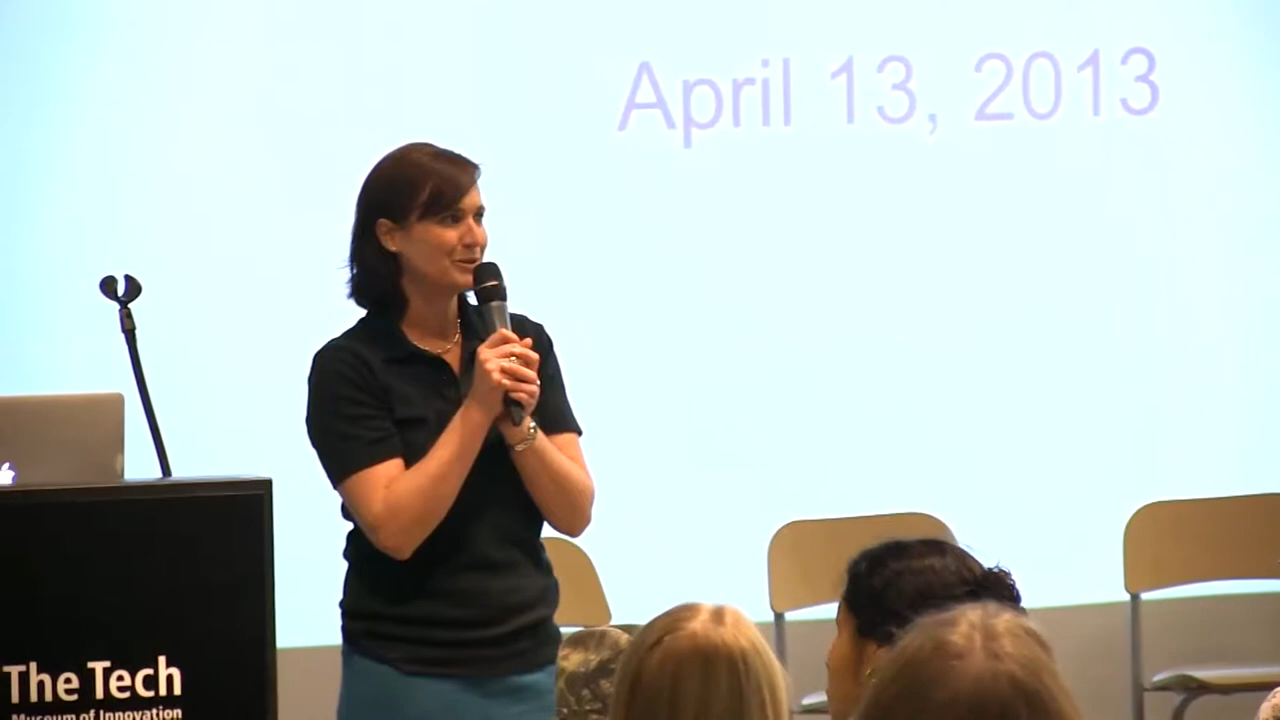 April 13, 2013
The Tech
Museum of Innovation